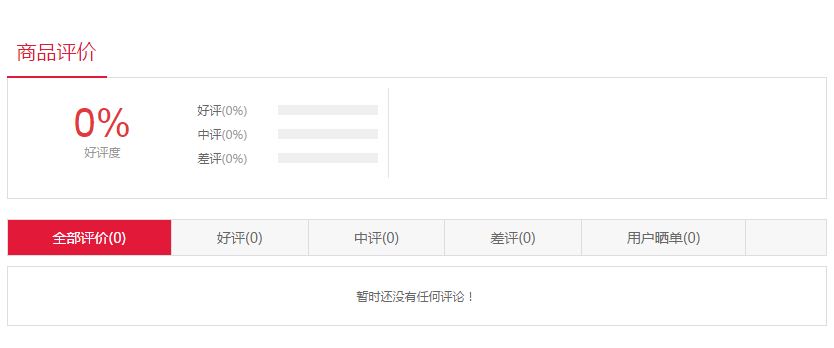 商品评价
0%
好评度
好评(0%)
中评(0%)
差评(0%)
全部评价(0) 好评(0) 中评(0) 差评(0) 用户晒单(0)
暂时还没有任何评论！